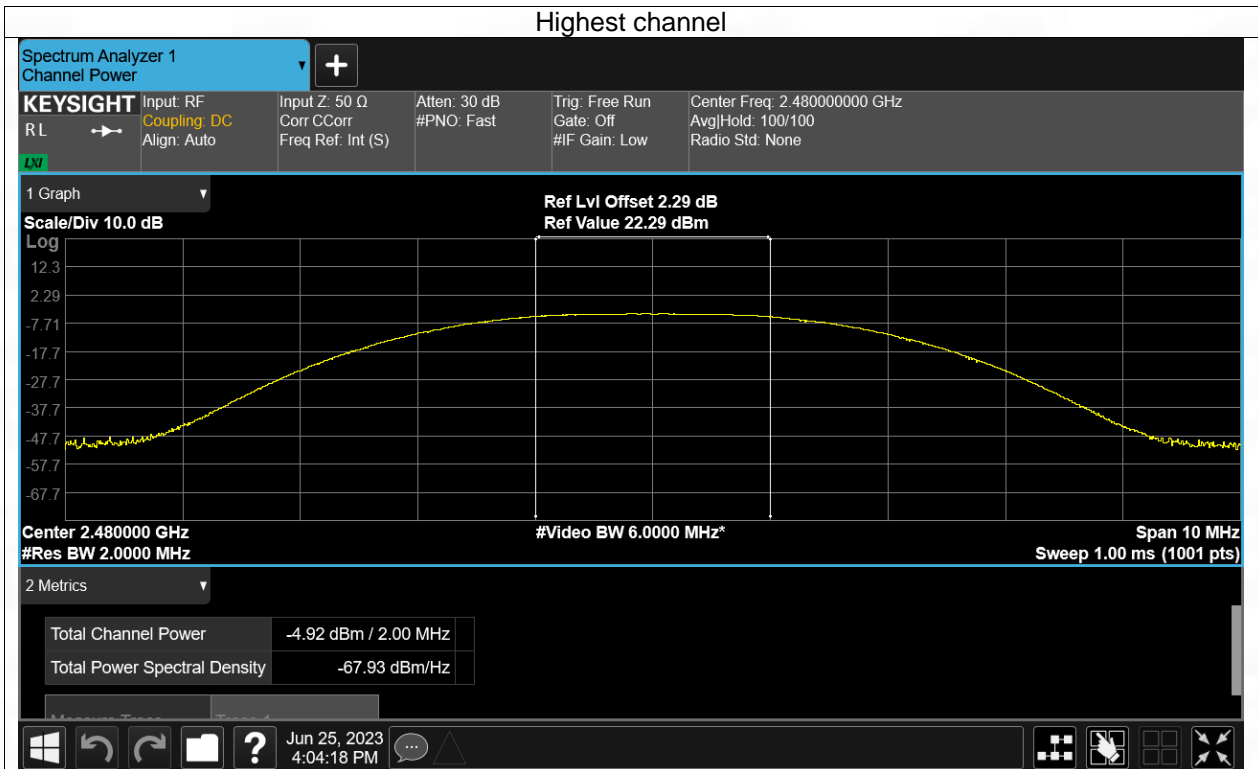 Highest channel
Spectrum Analyzer 1
Channel Power
KEYSIGHT
R L
LXI
Input: RF
Coupling: DC
Align: Auto
Input Z: 50 Ω
Corr CCorr
Freq Ref: Int (S)
Atten: 30 dB
#PNO: Fast
Trig: Free Run
Gate: Off
#IF Gain: Low
Center Freq: 2.480000000 GHz
Avg|Hold: 100/100
Radio Std: None
1 Graph
Scale/Div 10.0 dB
Ref Lvl Offset 2.29 dB
Ref Value 22.29 dBm
Log
12.3
2.29
-7.71
-17.7
-27.7
-37.7
-47.7
-57.7
-67.7
Center 2.480000 GHz
#Res BW 2.0000 MHz
#Video BW 6.0000 MHz*
Span 10 MHz
Sweep 1.00 ms (1001 pts)
2 Metrics
Total Channel Power -4.92 dBm / 2.00 MHz
Total Power Spectral Density -67.93 dBm/Hz
?
Jun 25, 2023
4:04:18 PM